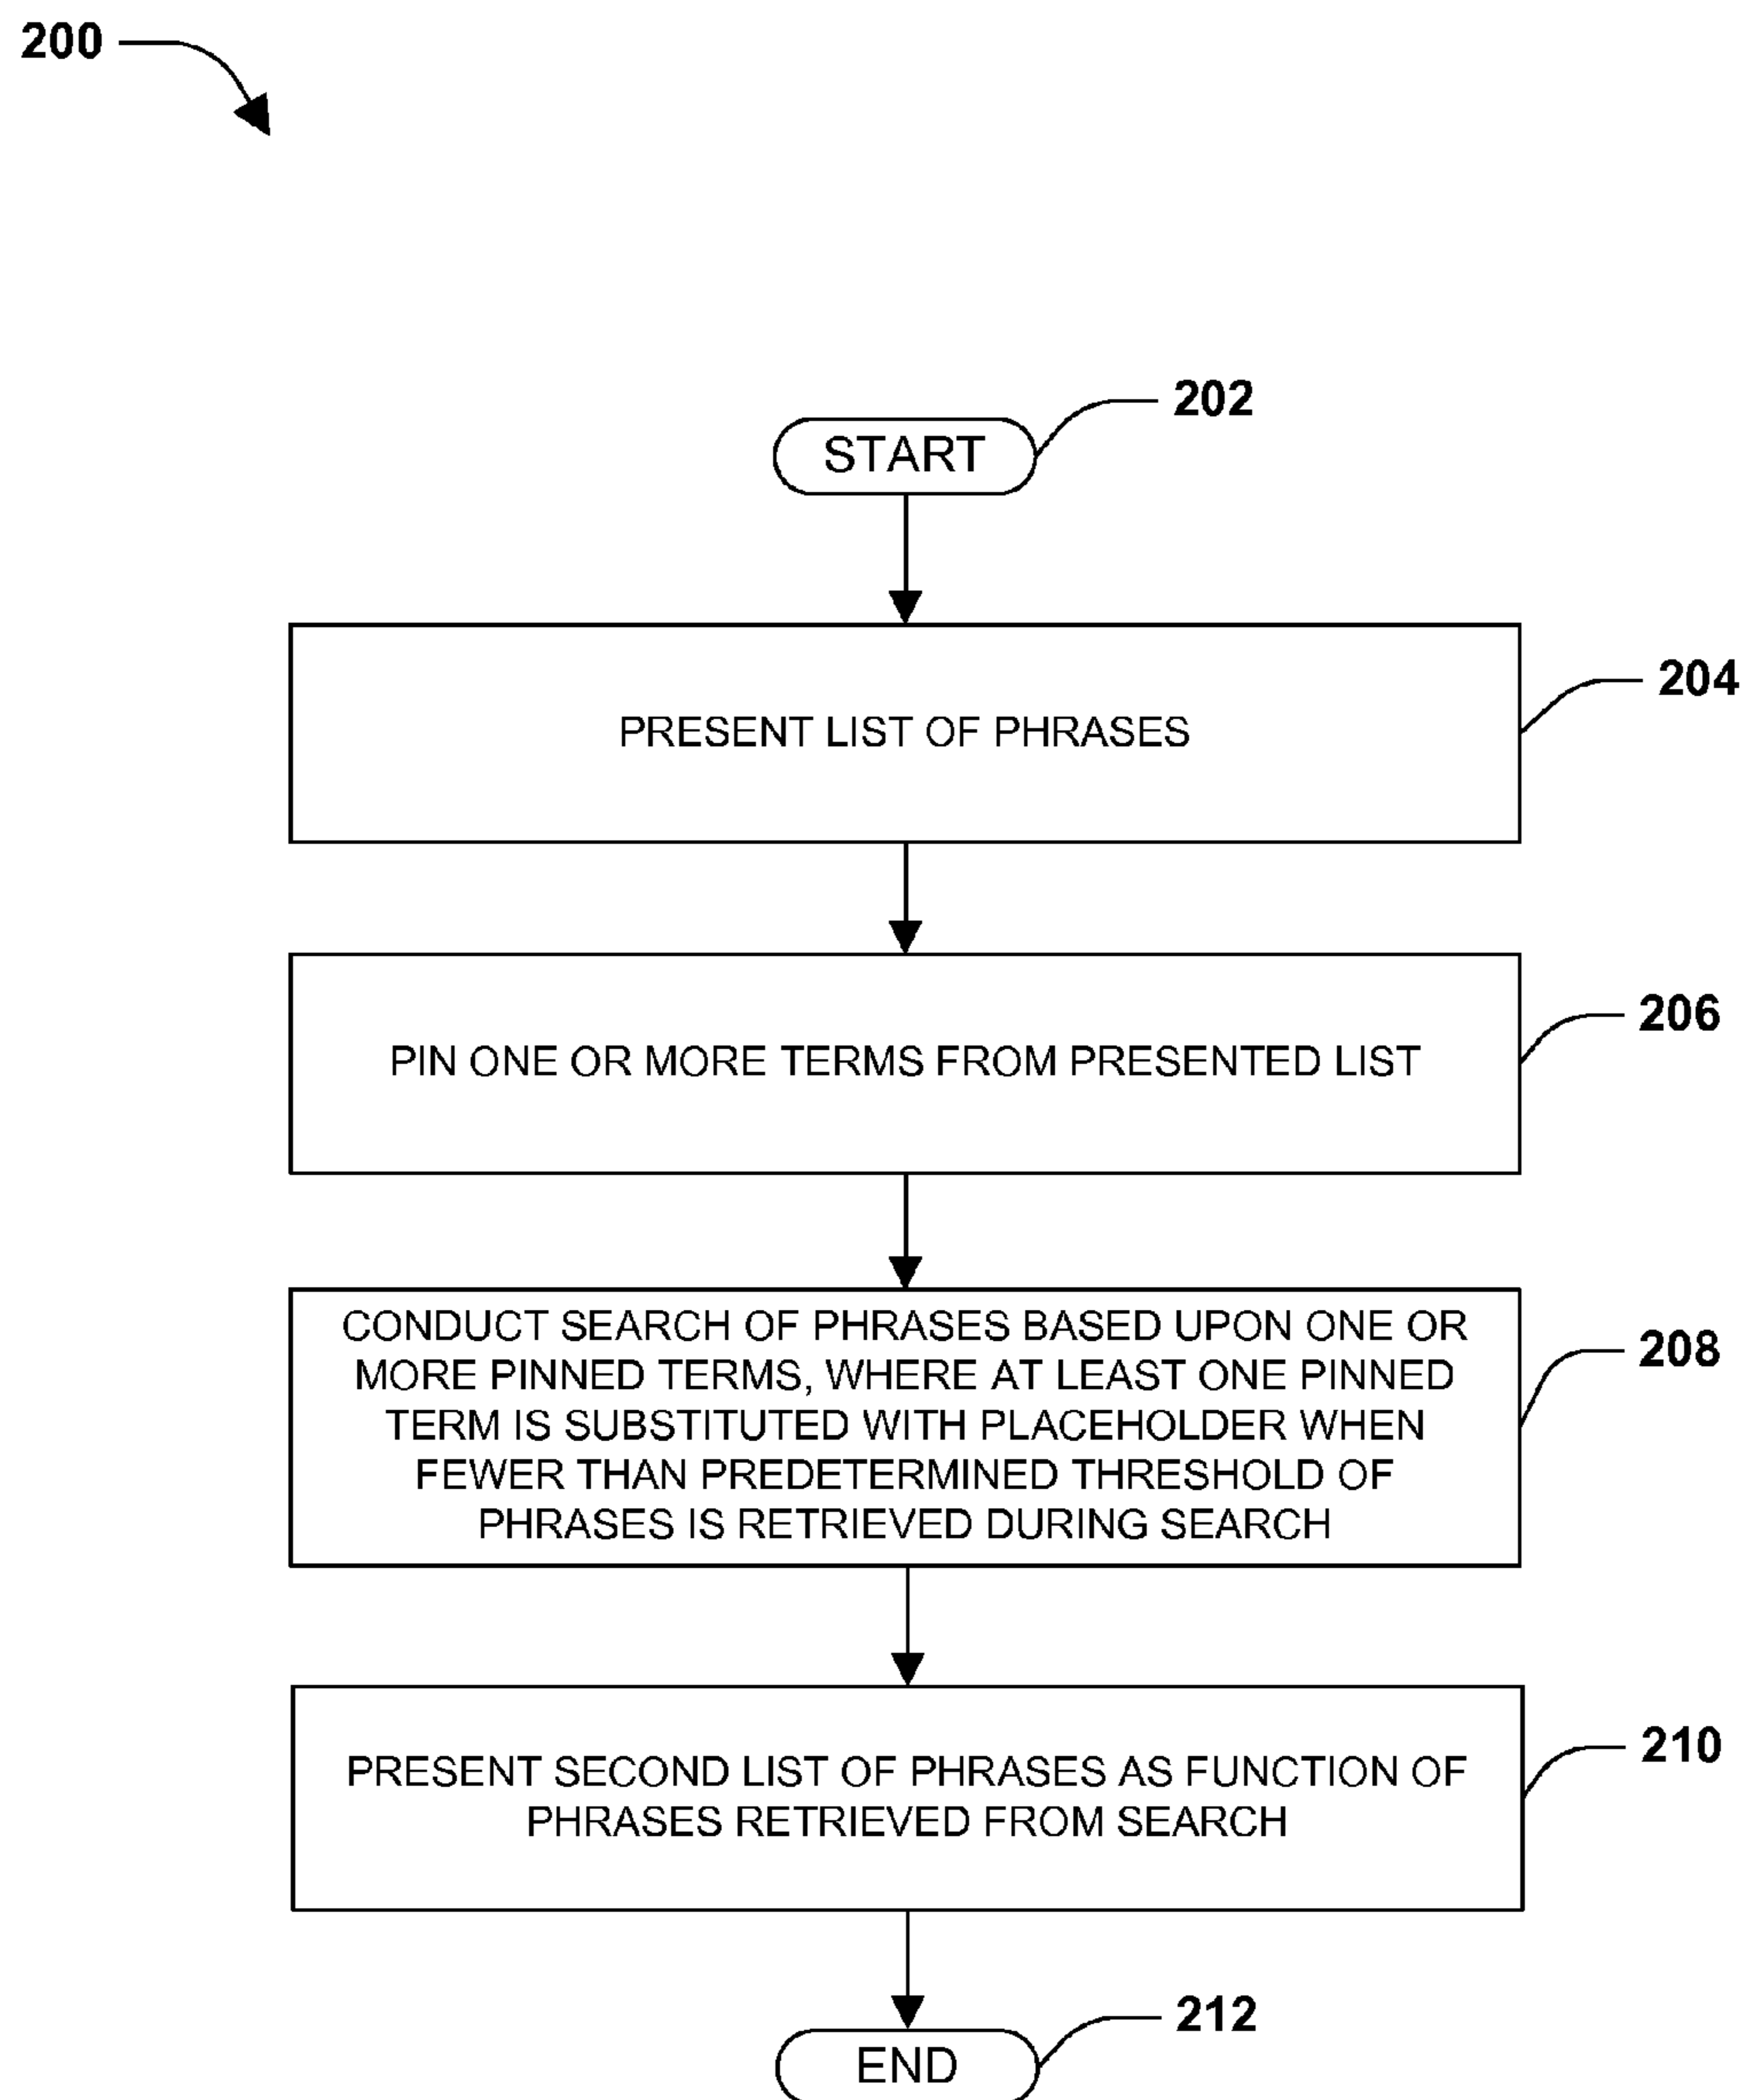 200
202
START
204
PRESENT LIST OF PHRASES
206
PIN ONE OR MORE TERMS FROM PRESENTED LIST
CONDUCT SEARCH OF PHRASES BASED UPON ONE OR
MORE PINNED TERMS, WHERE AT LEAST ONE PINNED
TERM IS SUBSTITUTED WITH PLACEHOLDER WHEN
FEWER THAN PREDETERMINED THRESHOLD OF
PHRASES IS RETRIEVED DURING SEARCH
208
PRESENT SECOND LIST OF PHRASES AS FUNCTION OF
PHRASES RETRIEVED FROM SEARCH
210
212
END